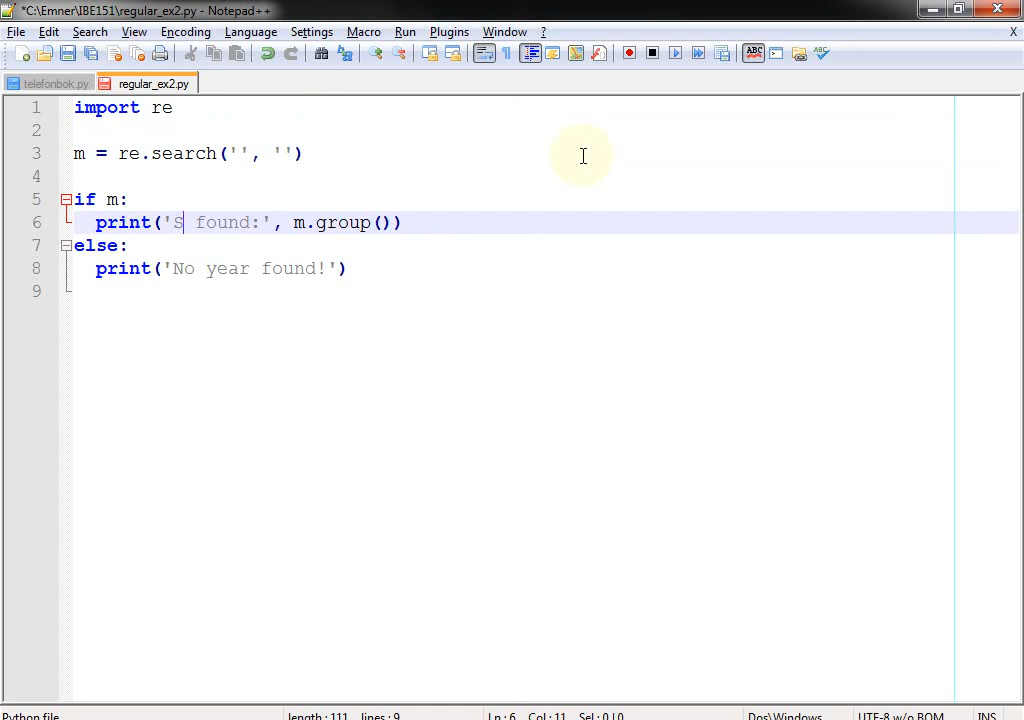 *C:\Emner\IBE151\regular_ex2.py - Notepad++
File Edit Search View Encoding Language Settings Macro Run Plugins Window ? X
telefonbok.py regular_ex2.py
1 import re
2
3 m = re.search('', '')
4
5 if m:
6 print('S found:', m.group())
7 else:
8 print('No year found!')
9
Python file length : 111 lines : 9 Ln : 6 Col : 11 Sel : 0 | 0 Dos\Windows UTF-8 w/o BOM INS